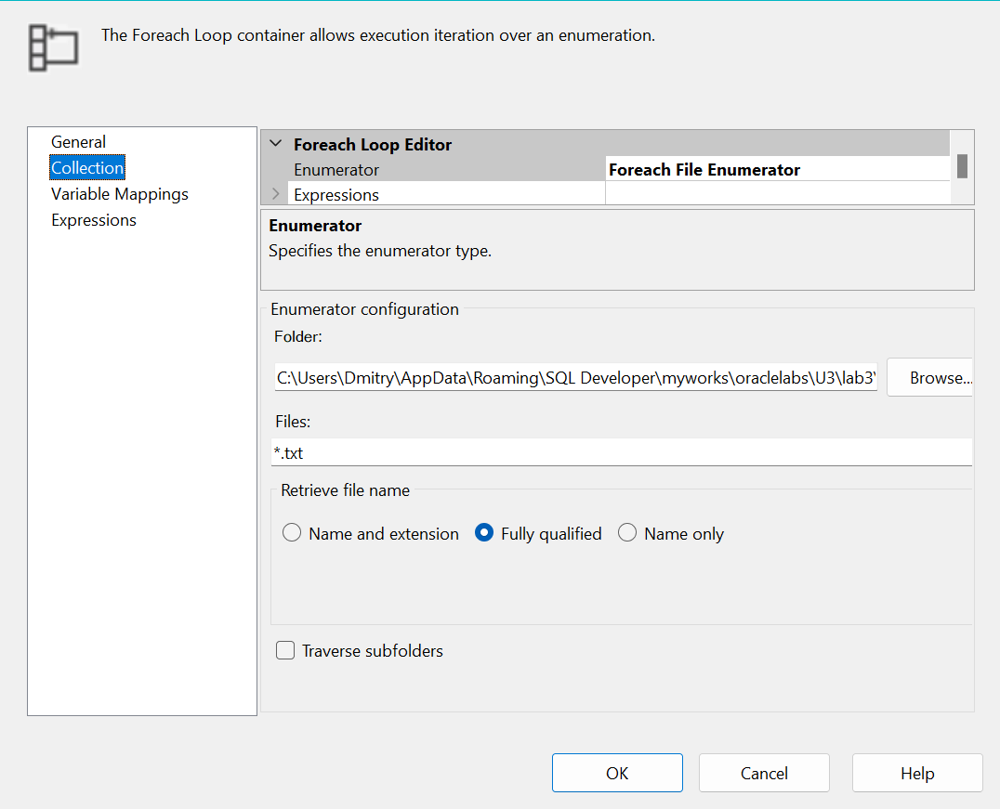 The Foreach Loop container allows execution iteration over an enumeration.
General
Collection
Variable Mappings
Expressions
Foreach Loop Editor
Enumerator Foreach File Enumerator
Expressions
Enumerator
Specifies the enumerator type.
Enumerator configuration
Folder:
C:\Users\Dmitry\AppData\Roaming\SQL Developer\myworks\oraclelabs\U3\lab3\
Browse...
Files:
*.txt
Retrieve file name
Name and extension Fully qualified Name only
Traverse subfolders
OK Cancel Help